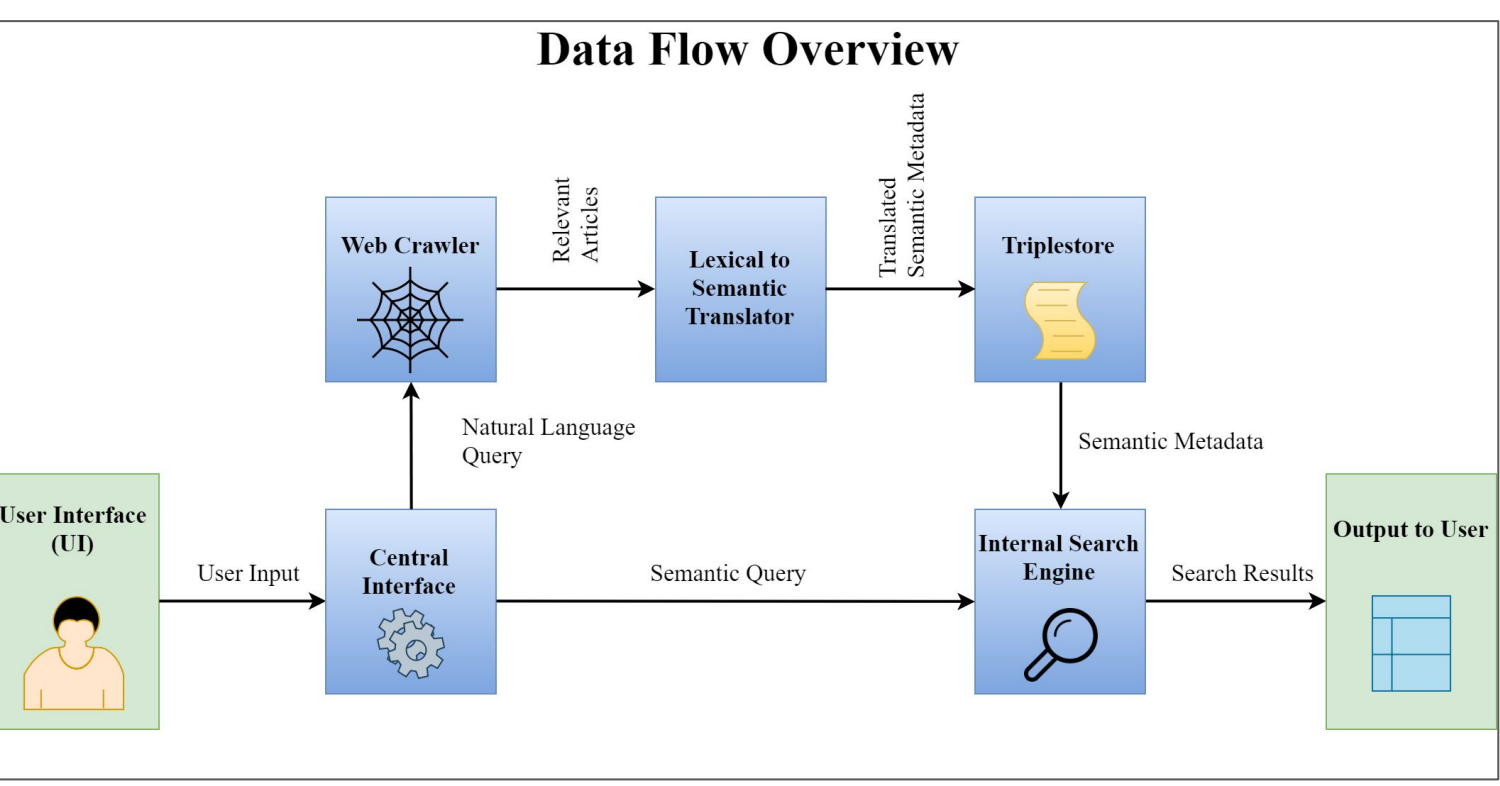 Data Flow Overview
Web Crawler
Relevant
Articles
Lexical to
Semantic
Translator
Translated
Semantic Metadata
Triplestore
Natural Language
Query
Semantic Metadata
User Interface
(UI)
User Input
Central
Interface
Semantic Query
Internal Search
Engine
Search Results
Output to User